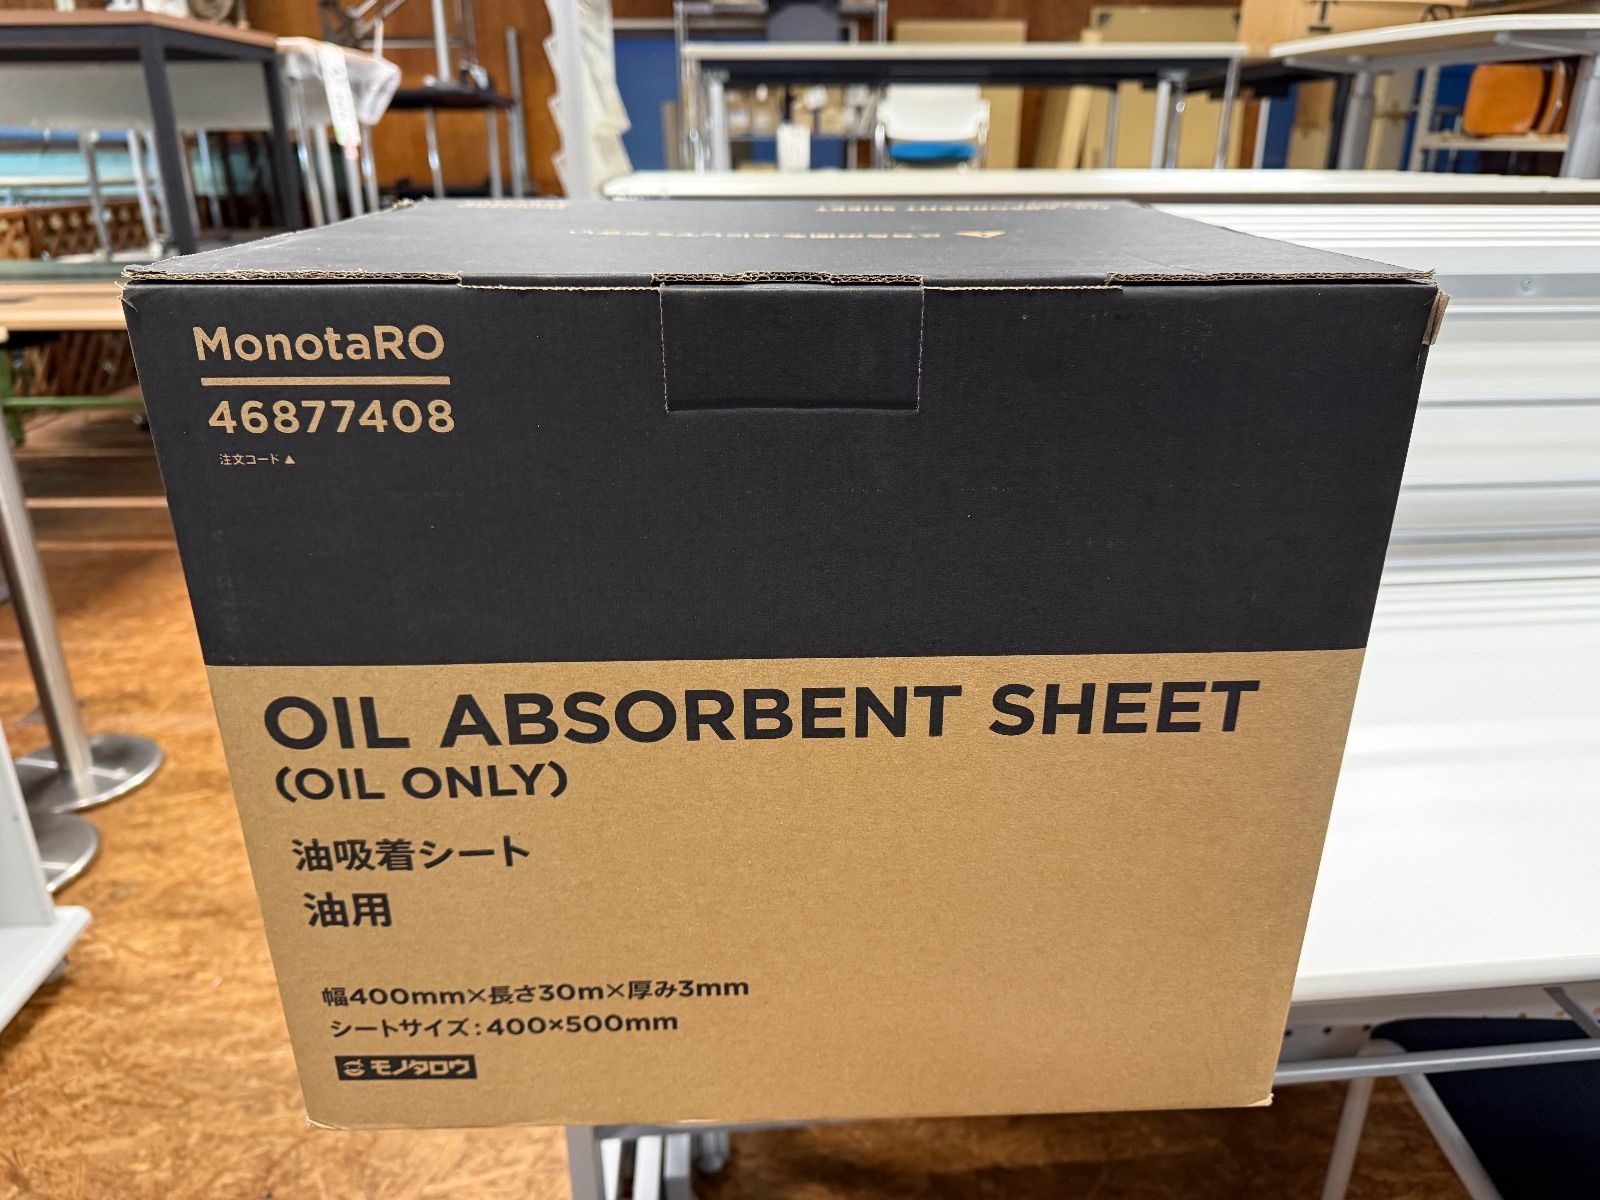 MonotaRO
46877408
注文コード▲
OIL ABSORBENT SHEET
(OIL ONLY)
油吸着シート
油用
幅400mm×長さ30m×厚み3mm
シートサイズ:400×500mm
モノタロウ